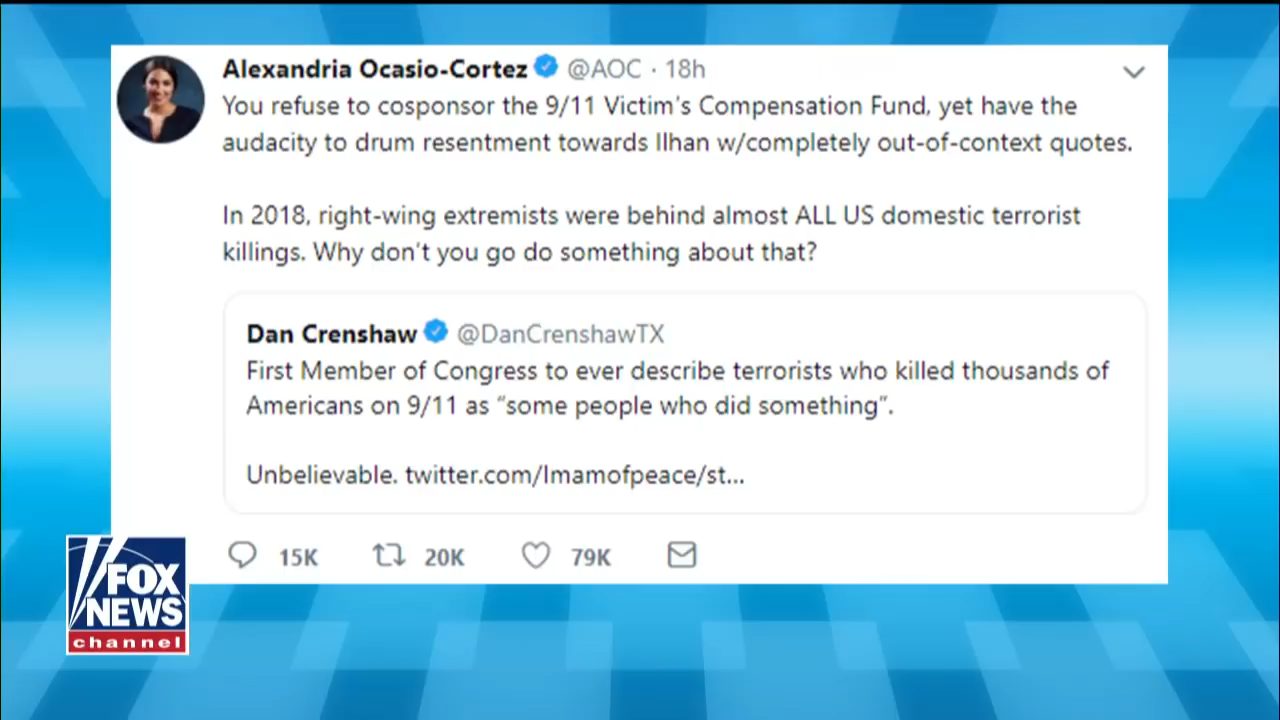 Alexandria Ocasio-Cortez @AOC · 18h
You refuse to cosponsor the 9/11 Victim's Compensation Fund, yet have the
audacity to drum resentment towards Ilhan w/completely out-of-context quotes.
In 2018, right-wing extremists were behind almost ALL US domestic terrorist
killings. Why don't you go do something about that?
Dan Crenshaw @DanCrenshawTX
First Member of Congress to ever describe terrorists who killed thousands of
Americans on 9/11 as “some people who did something”.
Unbelievable. twitter.com/Imamofpeace/st...
15K 20K 79K
FOX
NEWS
channel